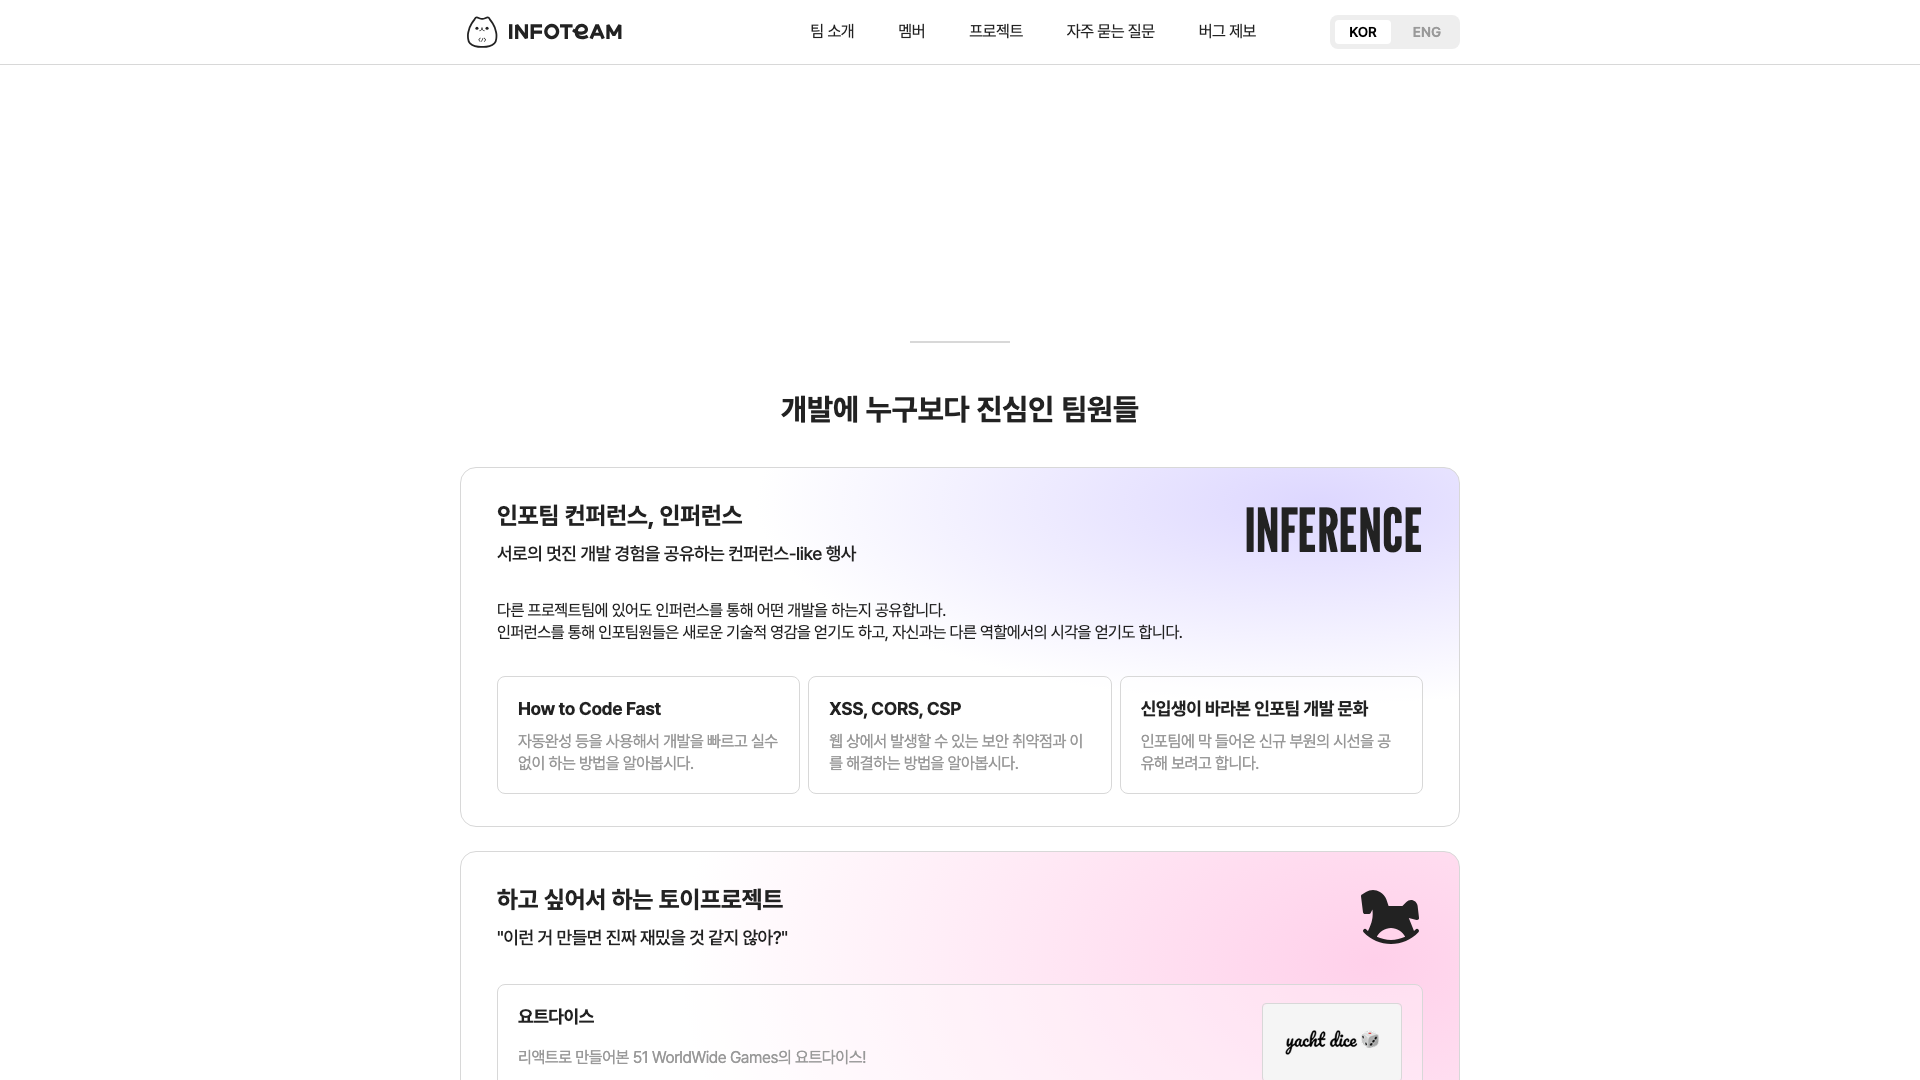 INFOTEAM
팀 소개
멤버
프로젝트
자주 묻는 질문
버그 제보
KOR
ENG
개발에 누구보다 진심인 팀원들
인포팀 컨퍼런스, 인퍼런스
INFERENCE
서로의 멋진 개발 경험을 공유하는 컨퍼런스-like 행사
다른 프로젝트팀에 있어도 인퍼런스를 통해 어떤 개발을 하는지 공유합니다.
인퍼런스를 통해 인포팀원들은 새로운 기술적 영감을 얻기도 하고, 자신과는 다른 역할에서의 시각을 얻기도 합니다.
How to Code Fast
자동완성 등을 사용해서 개발을 빠르고 실수
없이 하는 방법을 알아봅시다.
XSS, CORS, CSP
웹 상에서 발생할 수 있는 보안 취약점과 이
를 해결하는 방법을 알아봅시다.
신입생이 바라본 인포팀 개발 문화
인포팀에 막 들어온 신규 부원의 시선을 공
유해 보려고 합니다.
하고 싶어서 하는 토이프로젝트
"이런 거 만들면 진짜 재밌을 것 같지 않아?"
요트다이스
리액트로 만들어본 51 WorldWide Games의 요트다이스!
yacht dice